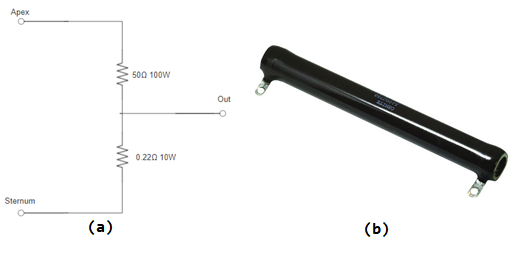 Apex
50Ω 100W
Out
0.22Ω 10W
Sternum
(a)
(b)